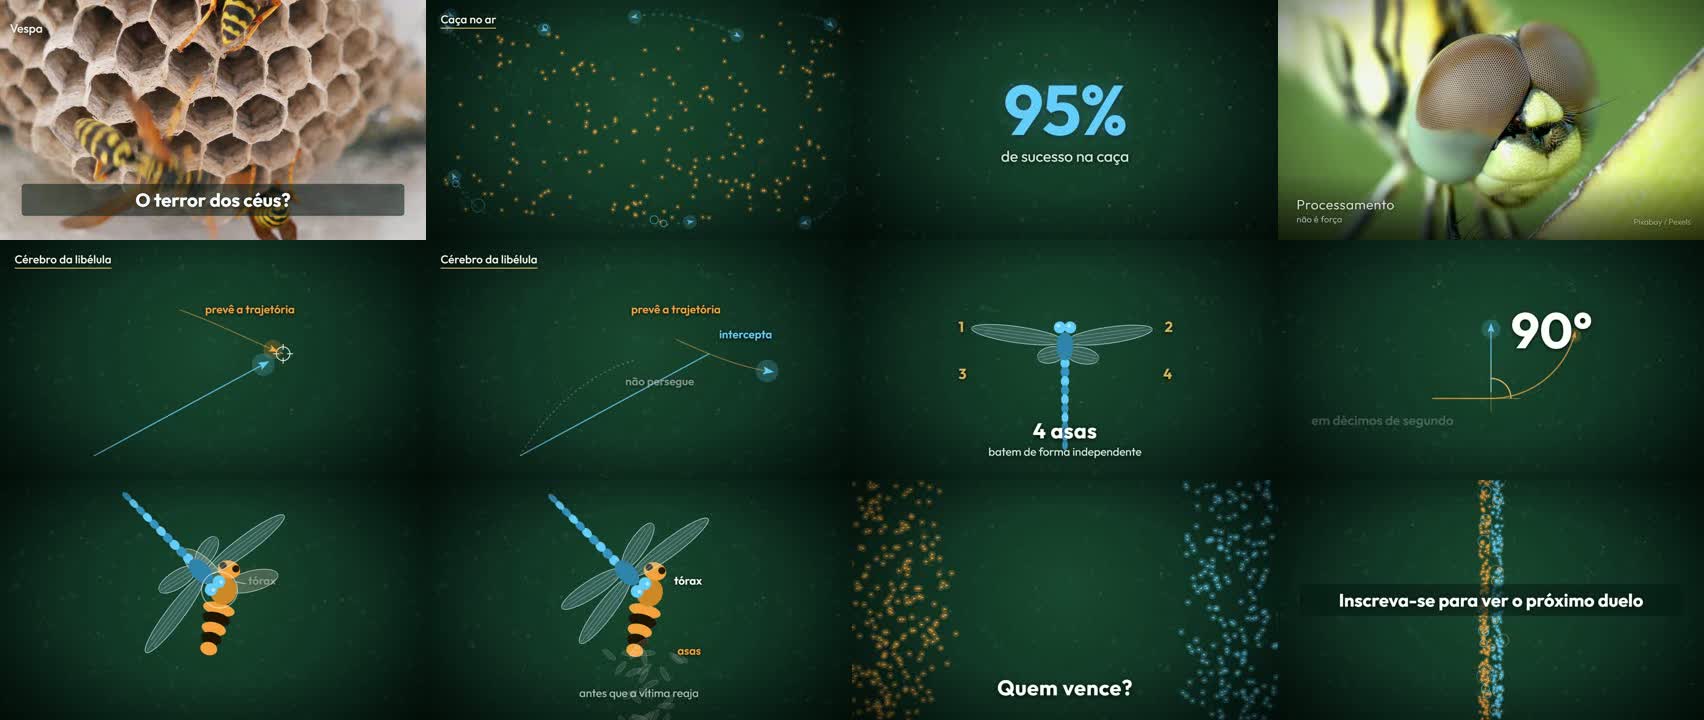 Vespa
O terror dos céus?
Caça no ar
95%
de sucesso na caça
Processamento
não é força
Pixabay / Pexels
Cérebro da libélula
prevê a trajetória
Cérebro da libélula
prevê a trajetória
intercepta
não persegue
1
2
3
4
4 asas
batem de forma independente
90°
em décimos de segundo
tórax
tórax
asas
antes que a vítima reaja
Quem vence?
Inscreva-se para ver o próximo duelo